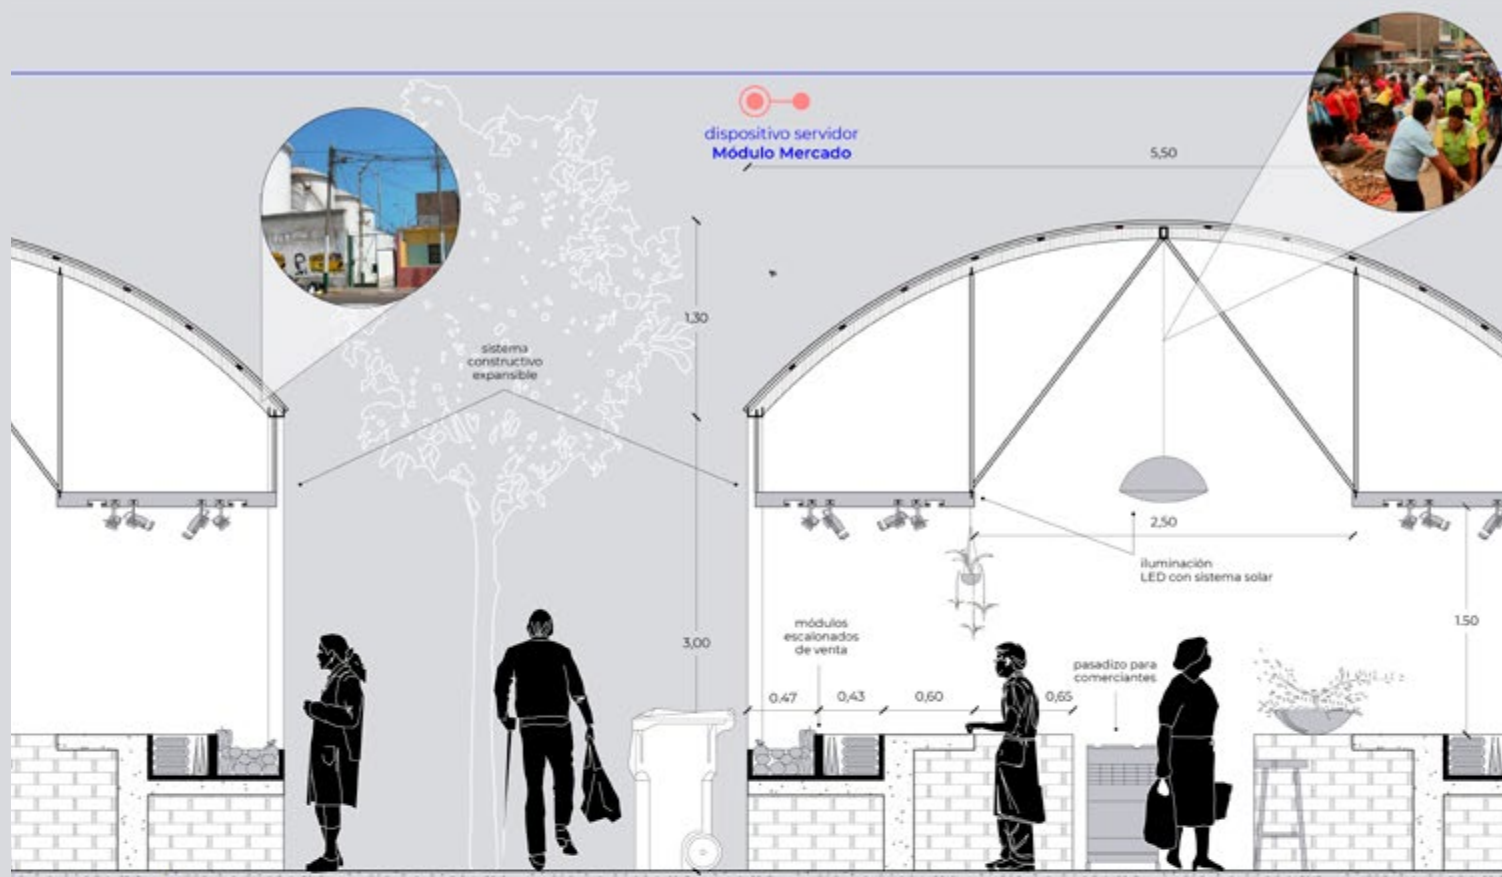 dispositivo servidor
Módulo Mercado
5,50
1,30
sistema
constructivo
expansible
2,50
iluminación
LED con sistema solar
3,00
1.50
módulos
escalonados
de venta
pasadizo para
comerciantes
0.47
0,43
0,60
0,65